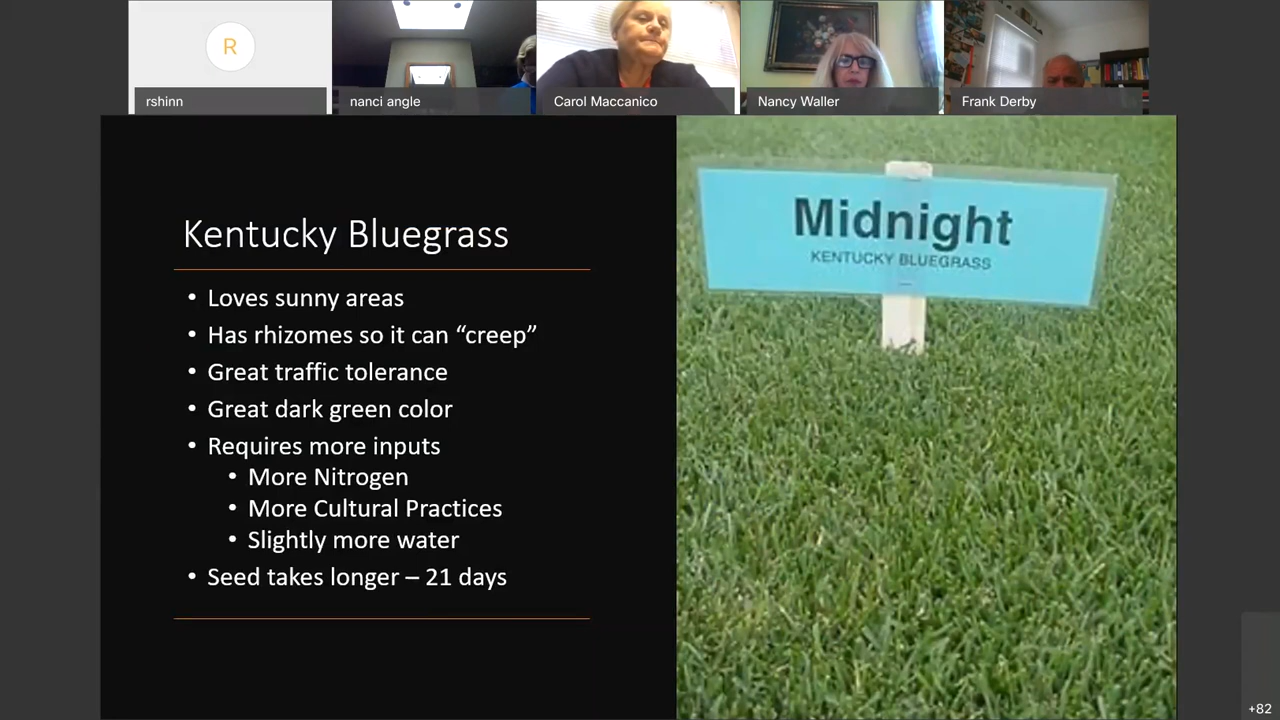 R
rshinn
nanci angle
Carol Maccanico
Nancy Waller
Frank Derby
Kentucky Bluegrass
• Loves sunny areas
• Has rhizomes so it can “creep”
• Great traffic tolerance
• Great dark green color
• Requires more inputs
• More Nitrogen
• More Cultural Practices
• Slightly more water
• Seed takes longer – 21 days
Midnight
KENTUCKY BLUEGRASS
+82